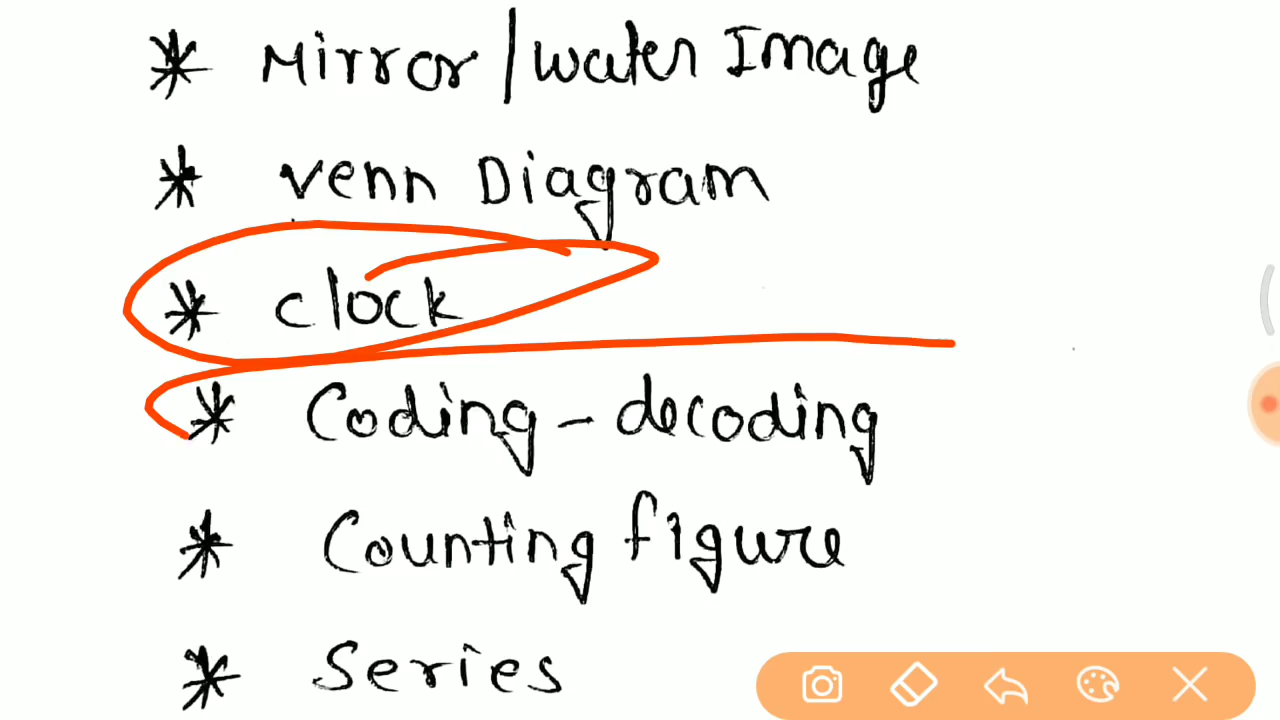 * Mirror/water Image
* Venn Diagram
* clock
* Coding-decoding
* Counting figure
* Series